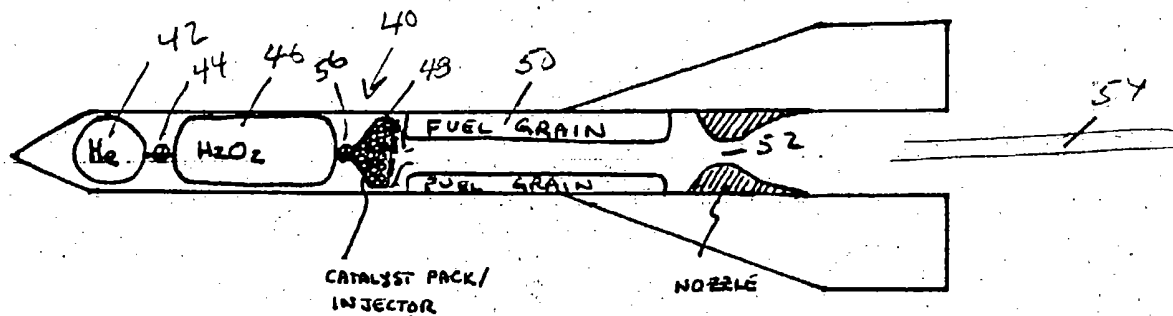 42
44
46
56
40
48
50
54
He
H2O2
FUEL GRAIN
52
FUEL GRAIN
CATALYST PACK/
INJECTOR
NOZZLE